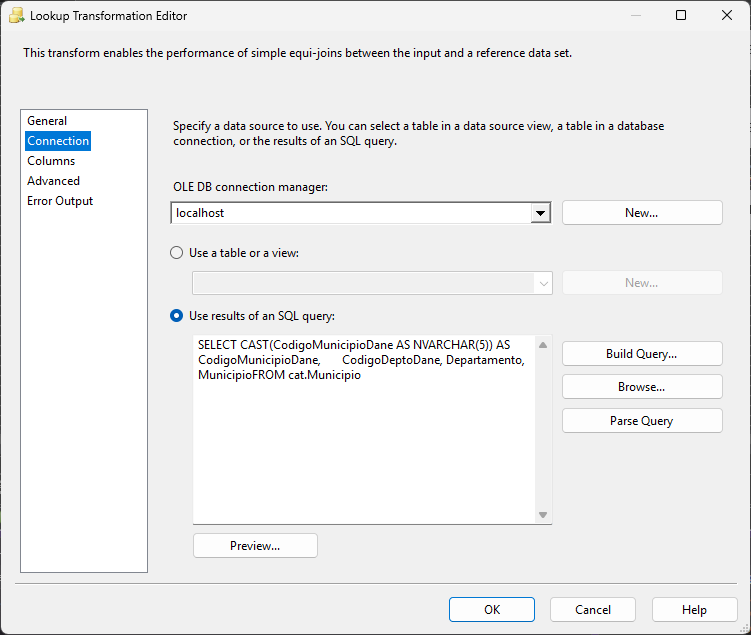 Lookup Transformation Editor
This transform enables the performance of simple equi-joins between the input and a reference data set.
General
Connection
Columns
Advanced
Error Output
Specify a data source to use. You can select a table in a data source view, a table in a database
connection, or the results of an SQL query.
OLE DB connection manager:
localhost
New...
Use a table or a view:
New...
Use results of an SQL query:
SELECT CAST(CodigoMunicipioDane AS NVARCHAR(5)) AS
CodigoMunicipioDane,      CodigoDeptoDane, Departamento,
MunicipioFROM cat.Municipio
Build Query...
Browse...
Parse Query
Preview...
OK
Cancel
Help